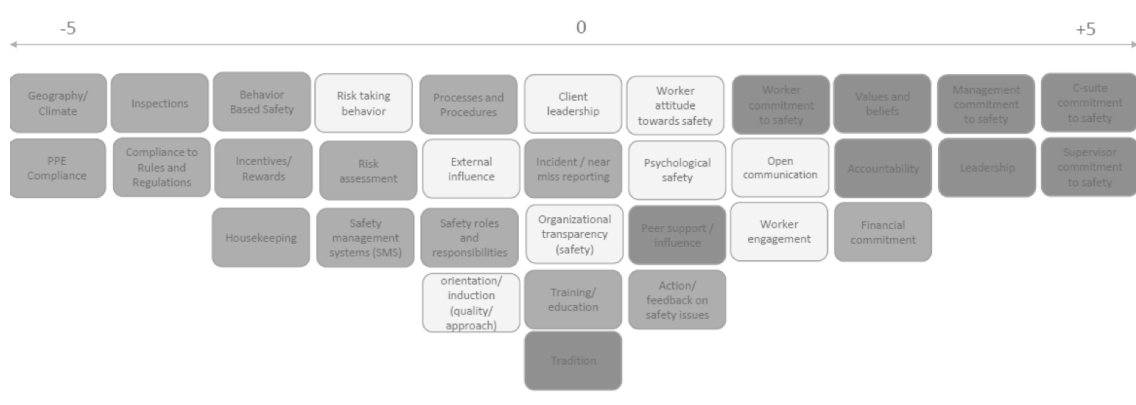 -5
0
+5
Geography/
Climate
Inspections
Behavior
Based Safety
Risk taking
behavior
Processes and
Procedures
Client
leadership
Worker
attitude
towards safety
Worker
commitment
to safety
Values and
beliefs
Management
commitment
to safety
C-suite
commitment
to safety
PPE
Compliance
Compliance to
Rules and
Regulations
Incentives/
Rewards
Risk
assessment
External
influence
Incident / near
miss reporting
Psychological
safety
Open
communication
Accountability
Leadership
Supervisor
commitment
to safety
Housekeeping
Safety
management
systems (SMS)
Safety roles
and
responsibilities
Organizational
transparency
(safety)
Peer support /
influence
Worker
engagement
Financial
commitment
orientation/
induction
(quality/
approach)
Training/
education
Action/
feedback on
safety issues
Tradition